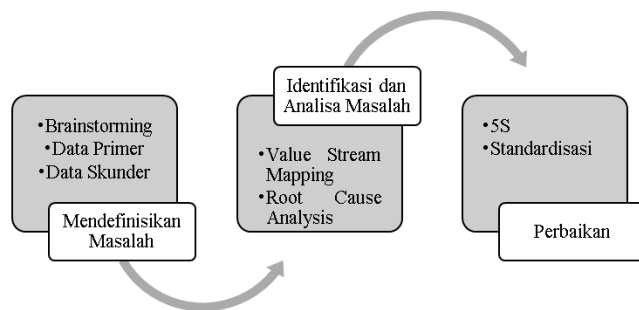 •Brainstorming
•Data Primer
•Data Skunder
Mendefinisikan
Masalah
Identifikasi dan
Analisa Masalah
•Value Stream
Mapping
•Root Cause
Analysis
•5S
•Standardisasi
Perbaikan